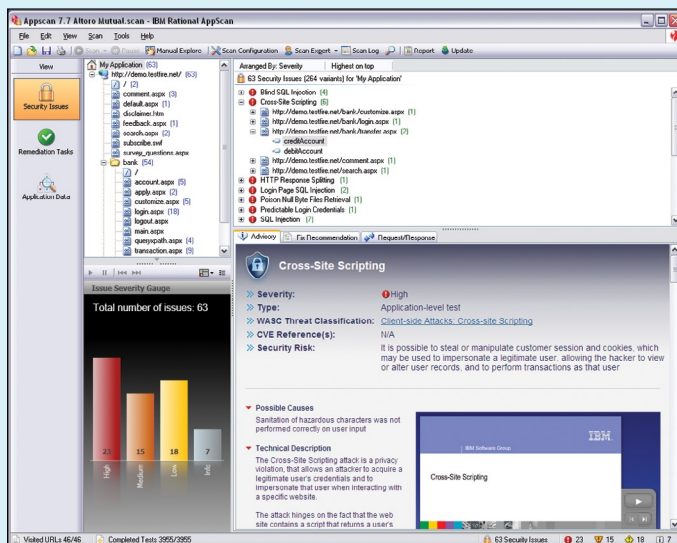 Appscan 7.7 Altoro Mutual.scan - IBM Rational AppScan
File Edit View Scan Tools Help
Scan Pause Manual Explore Scan Configuration Scan Expert Scan Log Report Update
View
Security Issues
Remediation Tasks
Application Data
My Application (63)
http://demo.testfire.net/ (63)
/ (2)
comment.aspx (3)
default.aspx (1)
disclaimer.htm
feedback.aspx (1)
search.aspx (2)
subscribe.swf
survey_questions.aspx
bank (54)
/
account.aspx (5)
apply.aspx (2)
customize.aspx (5)
login.aspx (18)
logout.aspx
main.aspx
queryxpath.aspx (4)
transaction.aspx (9)
Issue Severity Gauge
Total number of issues: 63
23
15
18
7
High
Medium
Low
Info
Arranged By: Severity Highest on top
63 Security Issues (264 variants) for 'My Application'
Blind SQL Injection (4)
Cross-Site Scripting (6)
http://demo.testfire.net/bank/customize.aspx (1)
http://demo.testfire.net/bank/login.aspx (1)
http://demo.testfire.net/bank/transfer.aspx (2)
creditAccount
debitAccount
http://demo.testfire.net/comment.aspx (1)
http://demo.testfire.net/search.aspx (1)
HTTP Response Splitting (1)
Login Page SQL Injection (2)
Poison Null Byte Files Retrieval (1)
Predictable Login Credentials (1)
SQL Injection (7)
Advisory Fix Recommendation Request/Response
Cross-Site Scripting
Severity: High
Type: Application-level test
WASC Threat Classification: Client-side Attacks: Cross-site Scripting
CVE Reference(s): N/A
Security Risk: It is possible to steal or manipulate customer session and cookies, which
may be used to impersonate a legitimate user, allowing the hacker to view
or alter user records, and to perform transactions as that user
Possible Causes
Sanitation of hazardous characters was not
performed correctly on user input
Technical Description
The Cross-Site Scripting attack is a privacy
violation, that allows an attacker to acquire a
legitimate user's credentials and to
impersonate that user when interacting with
a specific website.
The attack hinges on the fact that the web
site contains a script that returns a user's
IBM Software Group
IBM
Cross-Site Scripting
Visited URLs 46/46 Completed Tests 3955/3955 63 Security Issues 23 15 18 7